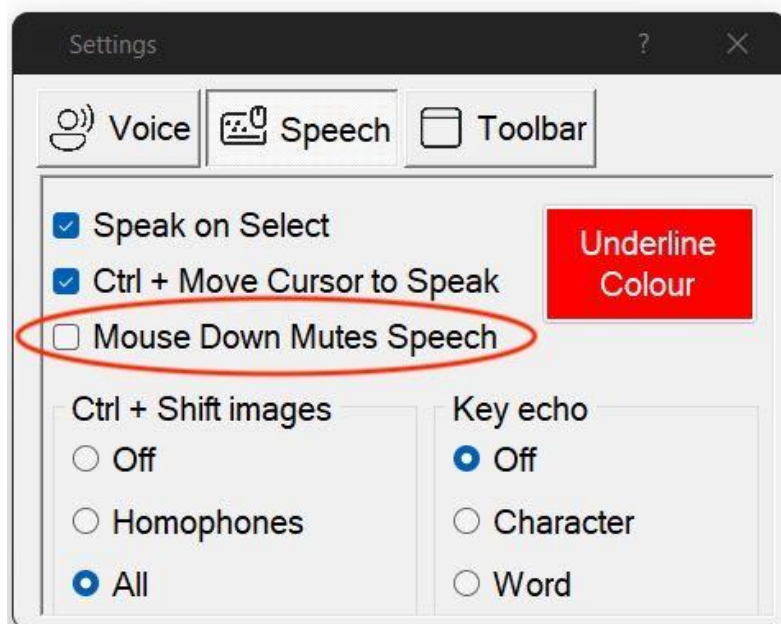 Settings ?
Voice Speech Toolbar
Speak on Select
Ctrl + Move Cursor to Speak
Underline
Colour
Mouse Down Mutes Speech
Ctrl + Shift images
Off
Homophones
All
Key echo
Off
Character
Word